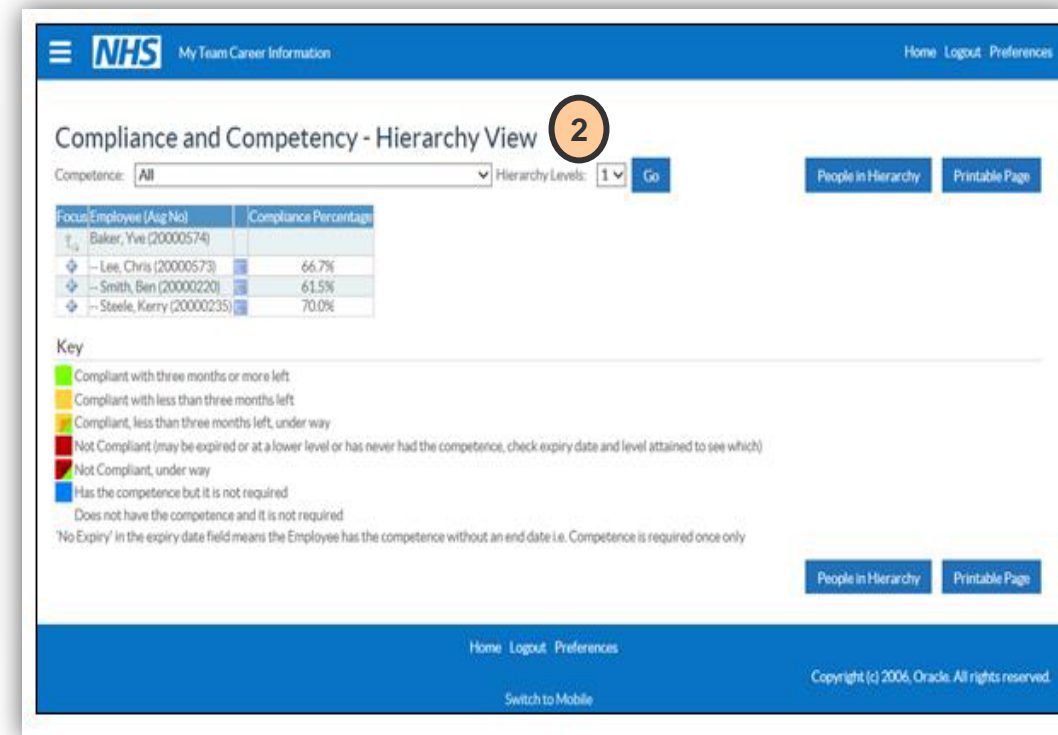 NHS My Team Career Information Home Logout Preferences
Compliance and Competency - Hierarchy View 2
Competence: All Hierarchy Levels: 1 Go People in Hierarchy Printable Page
Focus Employee (Asg No) Compliance Percentage
Baker, Yve (20000574)
-- Lee, Chris (20000573) 66.7%
-- Smith, Ben (20000220) 61.5%
-- Steele, Kerry (20000235) 70.0%
Key
Compliant with three months or more left
Compliant with less than three months left
Compliant, less than three months left, under way
Not Compliant (may be expired or at a lower level or has never had the competence, check expiry date and level attained to see which)
Not Compliant, under way
Has the competence but it is not required
Does not have the competence and it is not required
'No Expiry' in the expiry date field means the Employee has the competence without an end date i.e. Competence is required once only
People in Hierarchy Printable Page
Home Logout Preferences
Copyright (c) 2006, Oracle. All rights reserved.
Switch to Mobile